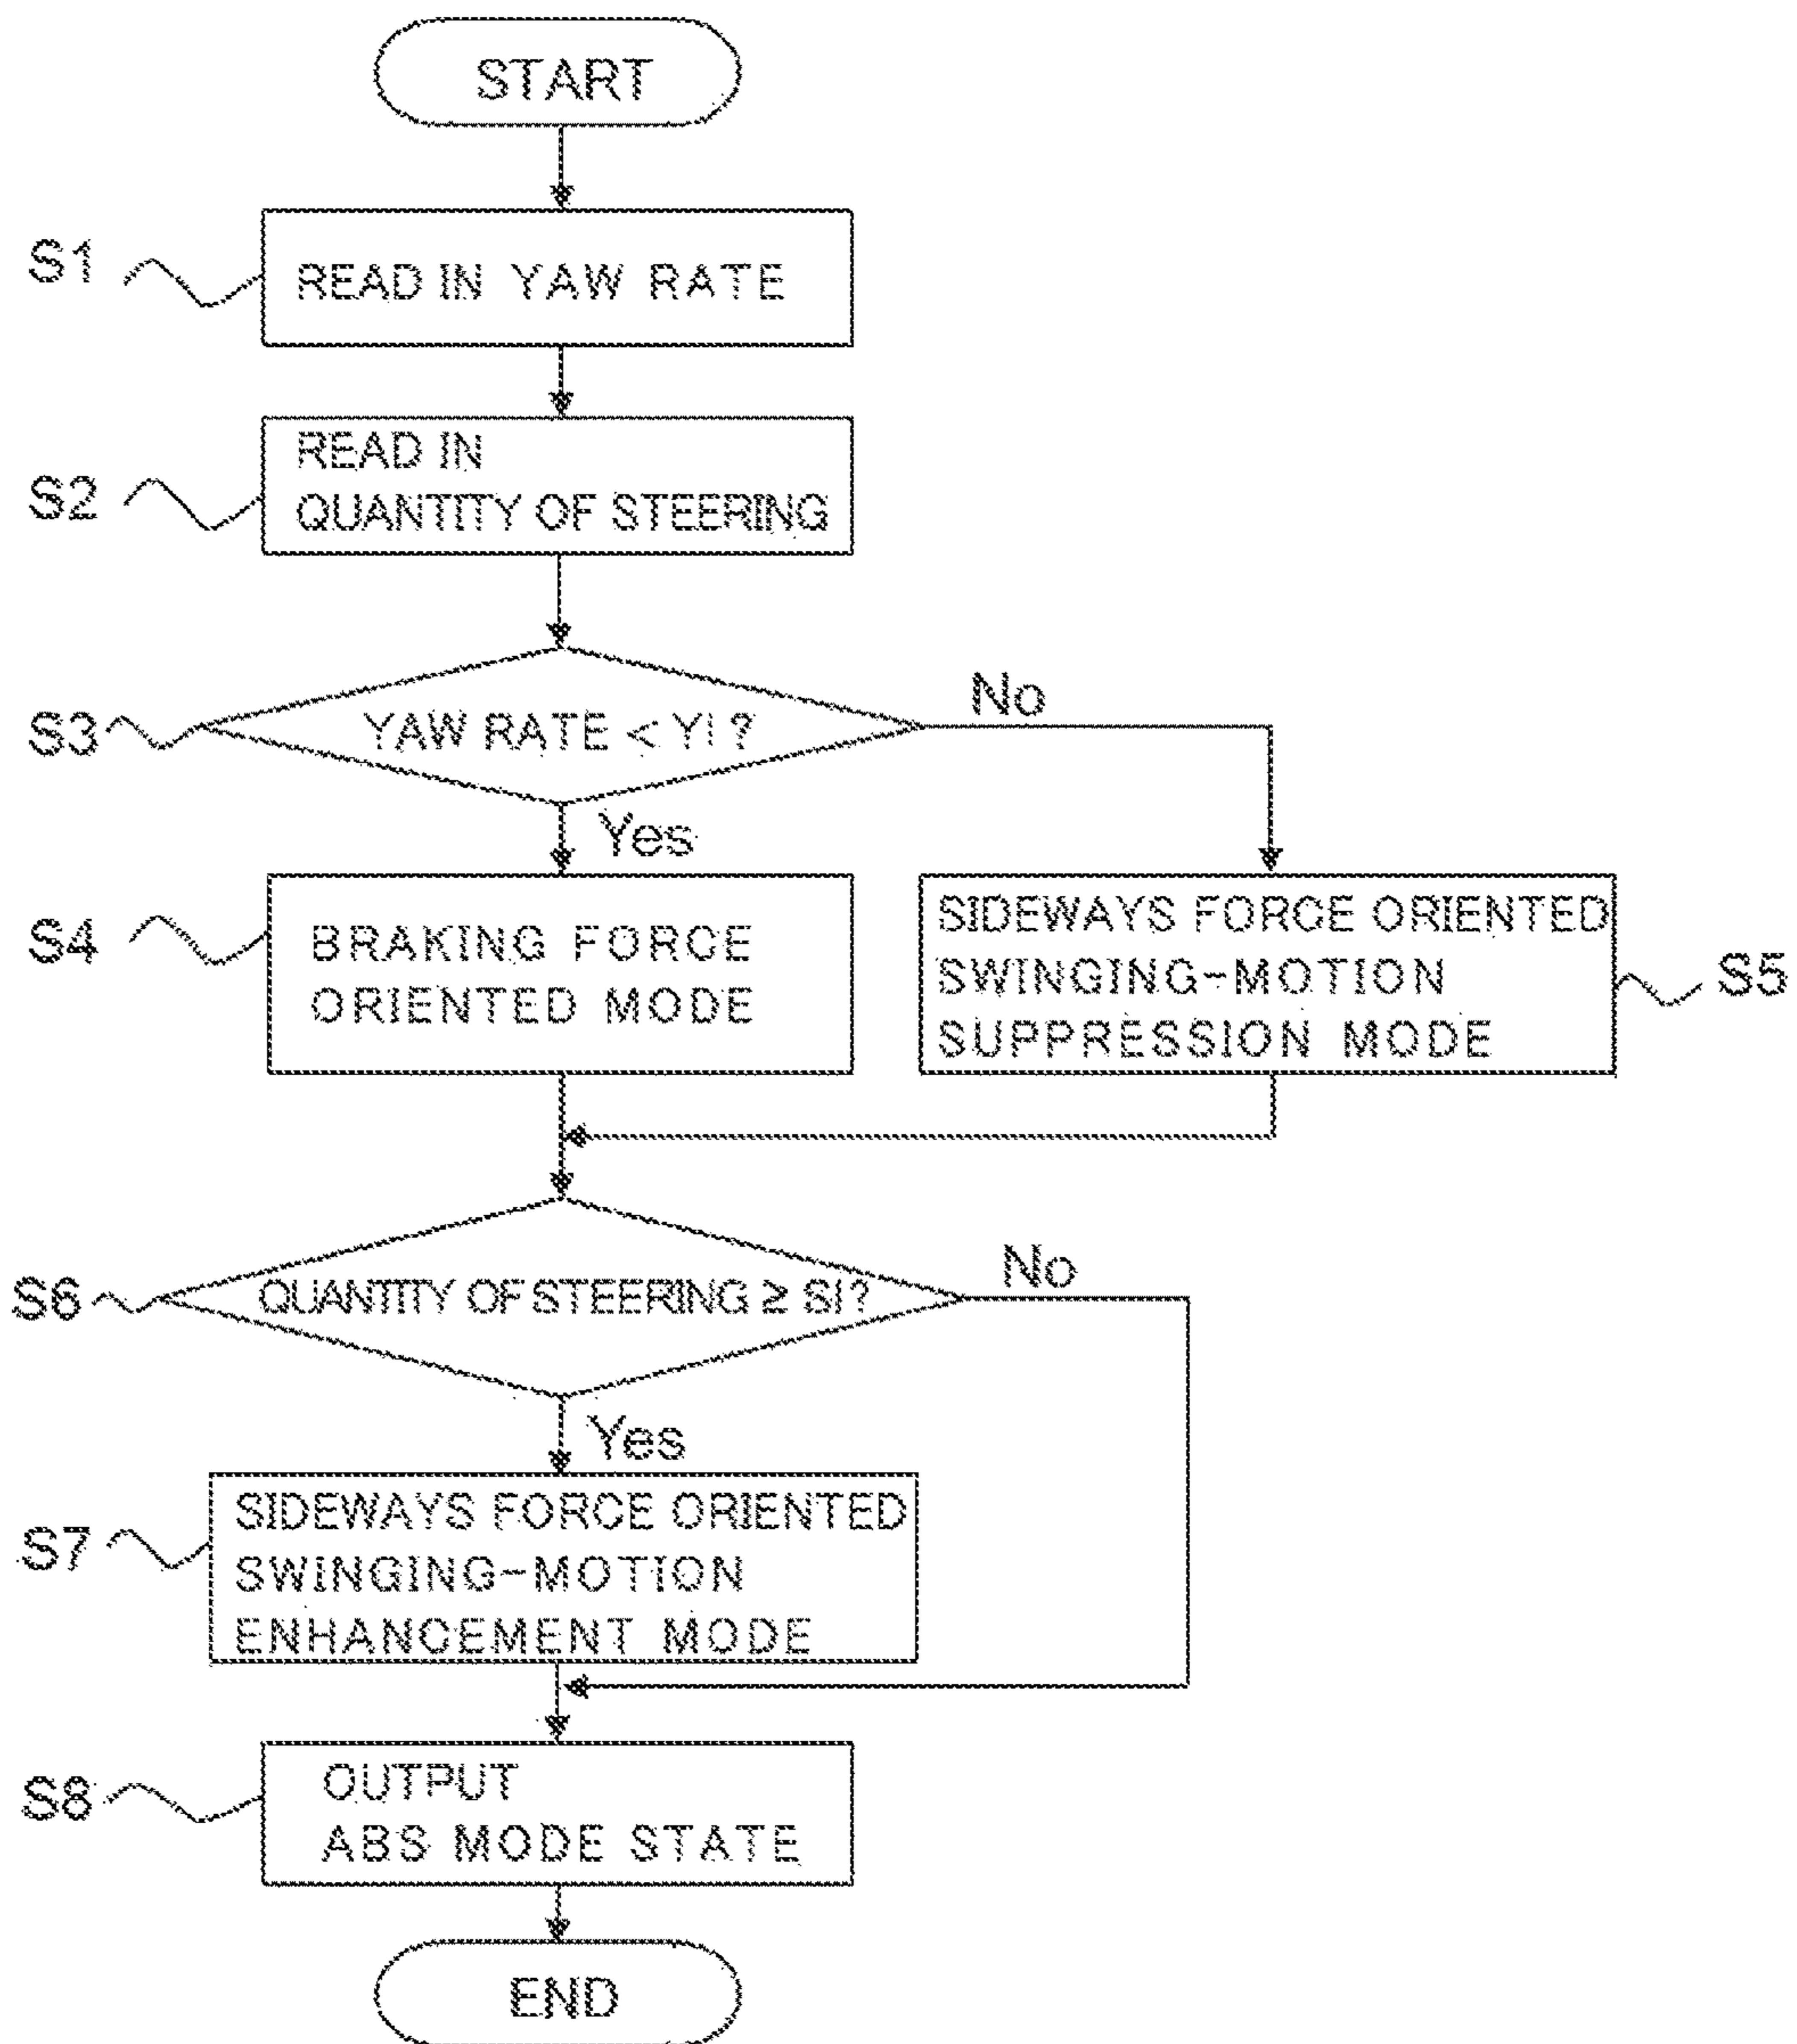 START
S1
READ IN YAW RATE
S2
READ IN
QUANTITY OF STEERING
S3
YAW RATE < YI ?
No
Yes
S4
BRAKING FORCE
ORIENTED MODE
SIDEWAYS FORCE ORIENTED
SWINGING-MOTION
SUPPRESSION MODE
S5
S6
QUANTITY OF STEERING ≥ SI?
No
Yes
S7
SIDEWAYS FORCE ORIENTED
SWINGING-MOTION
ENHANCEMENT MODE
S8
OUTPUT
ABS MODE STATE
END